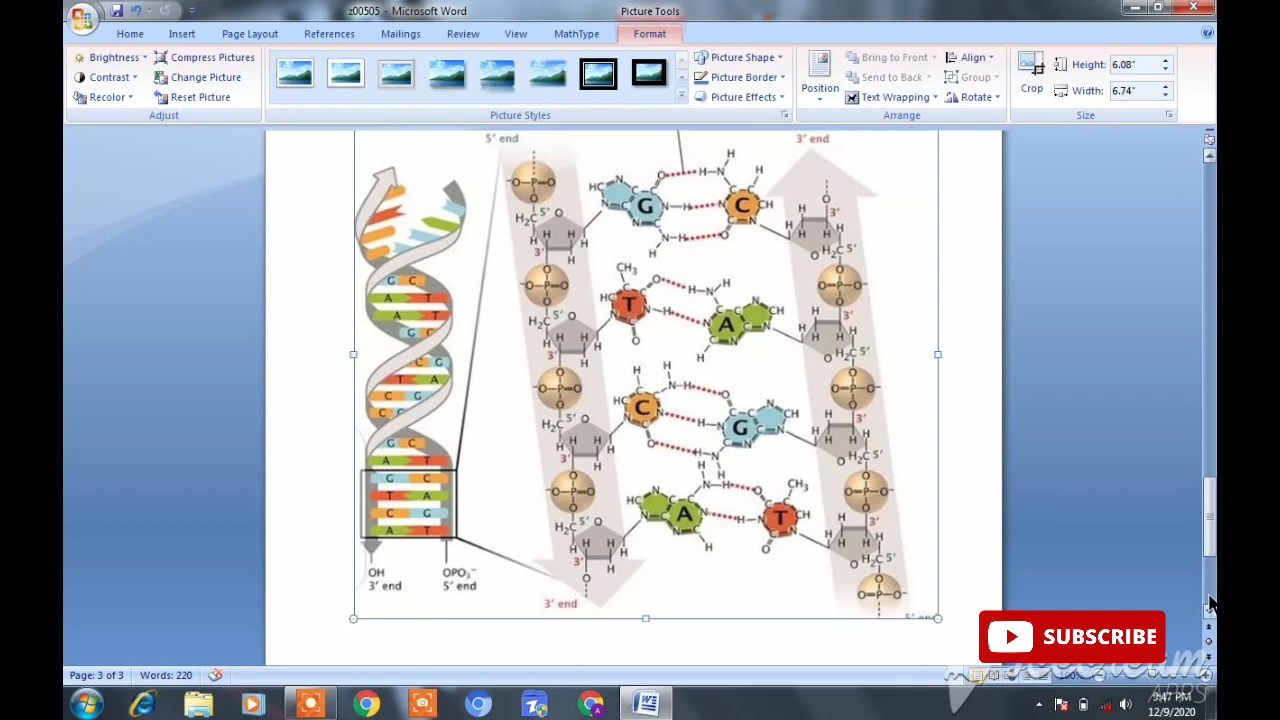 z00505 - Microsoft Word
Picture Tools
Home Insert Page Layout References Mailings Review View MathType Format
Brightness Compress Pictures Picture Shape Bring to Front Align Height: 6.08"
Contrast Change Picture Picture Border Send to Back Group
Recolor Reset Picture Picture Effects Position Text Wrapping Rotate Crop Width: 6.74"
Adjust Picture Styles Arrange Size
5' end 3' end
G C
T A
C G
A T
G C
A T
A T
G C
C G
T A
C G
C G
G C
A T
G C
T A
C G
A T
OH OPO₃⁻
3' end 5' end
3' end
5' end
SUBSCRIBE
Page: 3 of 3 Words: 220 100%
APPS
9:47 PM
12/9/2020